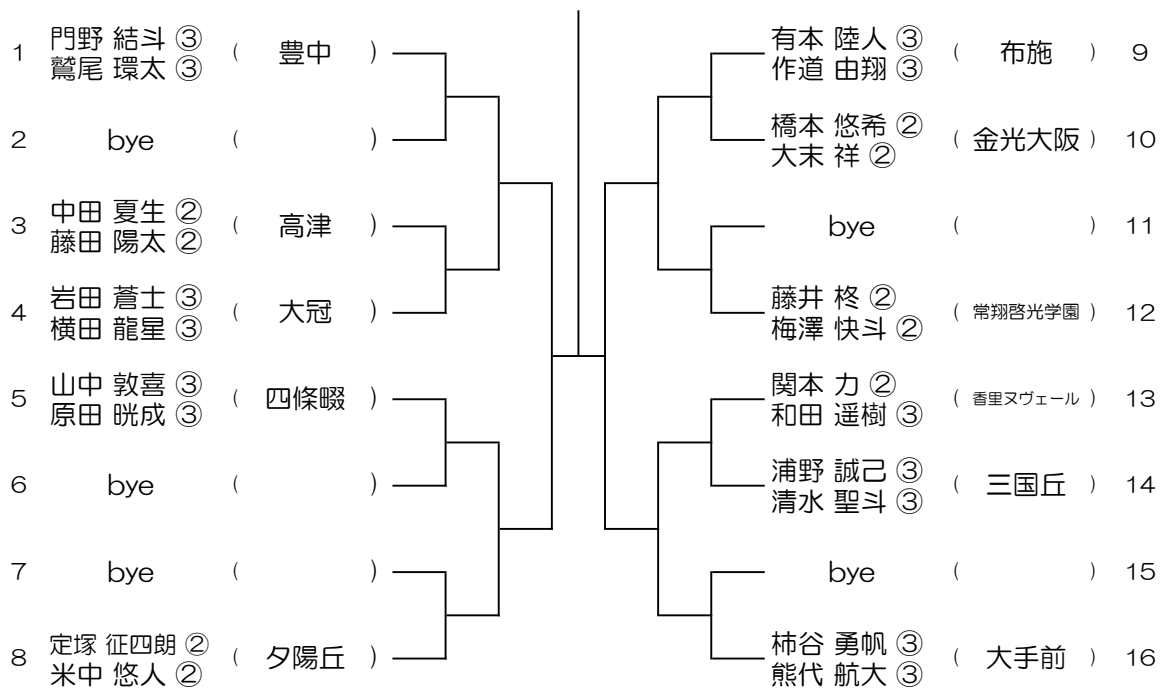 1 門野 結斗 ③ ( 豊中 )
鷲尾 環太 ③
2 bye ( )
3 中田 夏生 ② ( 高津 )
藤田 陽太 ②
4 岩田 蒼士 ③ ( 大冠 )
横田 龍星 ③
5 山中 敦喜 ③ ( 四條畷 )
原田 晄成 ③
6 bye ( )
7 bye ( )
8 定塚 征四朗 ② ( 夕陽丘 )
米中 悠人 ②
有本 陸人 ③ ( 布施 ) 9
作道 由翔 ③
橋本 悠希 ② ( 金光大阪 ) 10
大末 祥 ②
bye ( ) 11
藤井 柊 ② ( 常翔啓光学園 ) 12
梅澤 快斗 ②
関本 力 ② ( 香里ヌヴェール ) 13
和田 遥樹 ③
浦野 誠己 ③ ( 三国丘 ) 14
清水 聖斗 ③
bye ( ) 15
柿谷 勇帆 ③ ( 大手前 ) 16
熊代 航大 ③